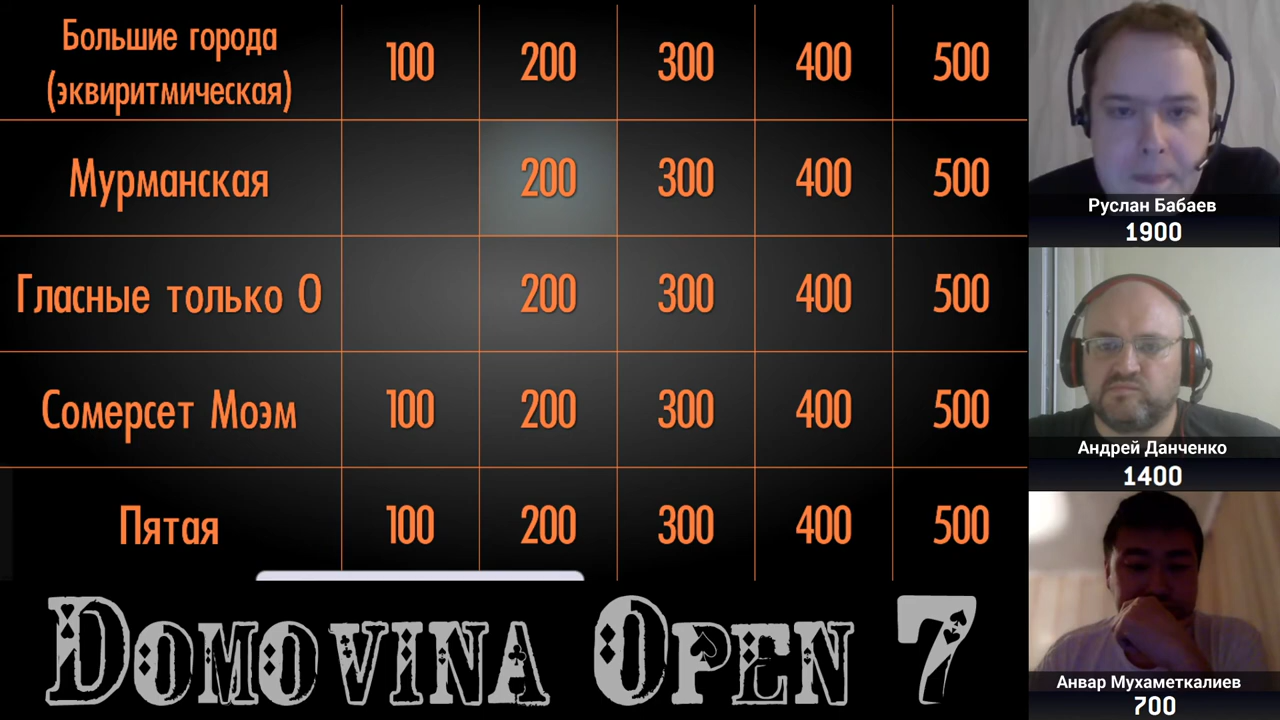 Большие города
(эквиритмическая)
100 200 300 400 500
Мурманская
200 300 400 500
Гласные только О
200 300 400 500
Сомерсет Моэм
100 200 300 400 500
Пятая
100 200 300 400 500
DOMOVINA OPEN 7
Руслан Бабаев
1900
Андрей Данченко
1400
Анвар Мухаметкалиев
700